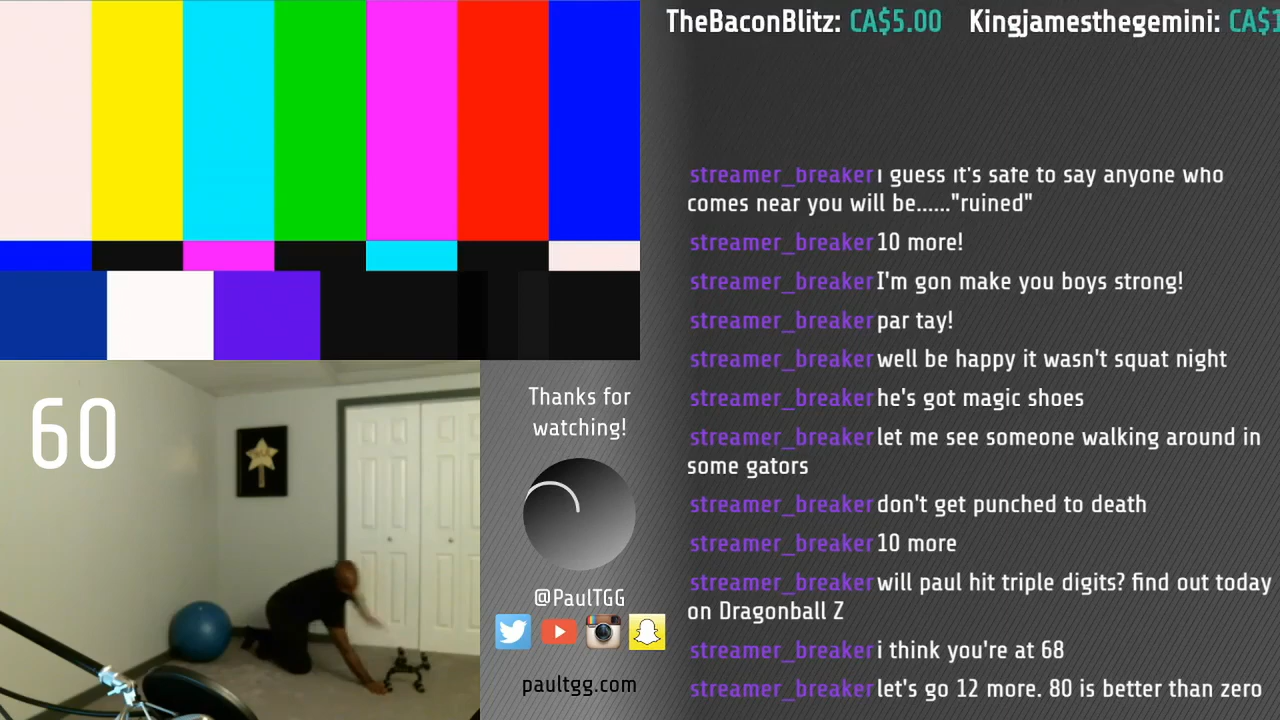 TheBaconBlitz: CA$5.00 Kingjamesthegemini: CA$1
streamer_breaker i guess it's safe to say anyone who
comes near you will be......"ruined"
streamer_breaker 10 more!
streamer_breaker I'm gon make you boys strong!
streamer_breaker par tay!
streamer_breaker well be happy it wasn't squat night
streamer_breaker he's got magic shoes
streamer_breaker let me see someone walking around in
some gators
streamer_breaker don't get punched to death
streamer_breaker 10 more
streamer_breaker will paul hit triple digits? find out today
on Dragonball Z
streamer_breaker i think you're at 68
streamer_breaker let's go 12 more. 80 is better than zero
60
Thanks for
watching!
@PaulTGG
paultgg.com